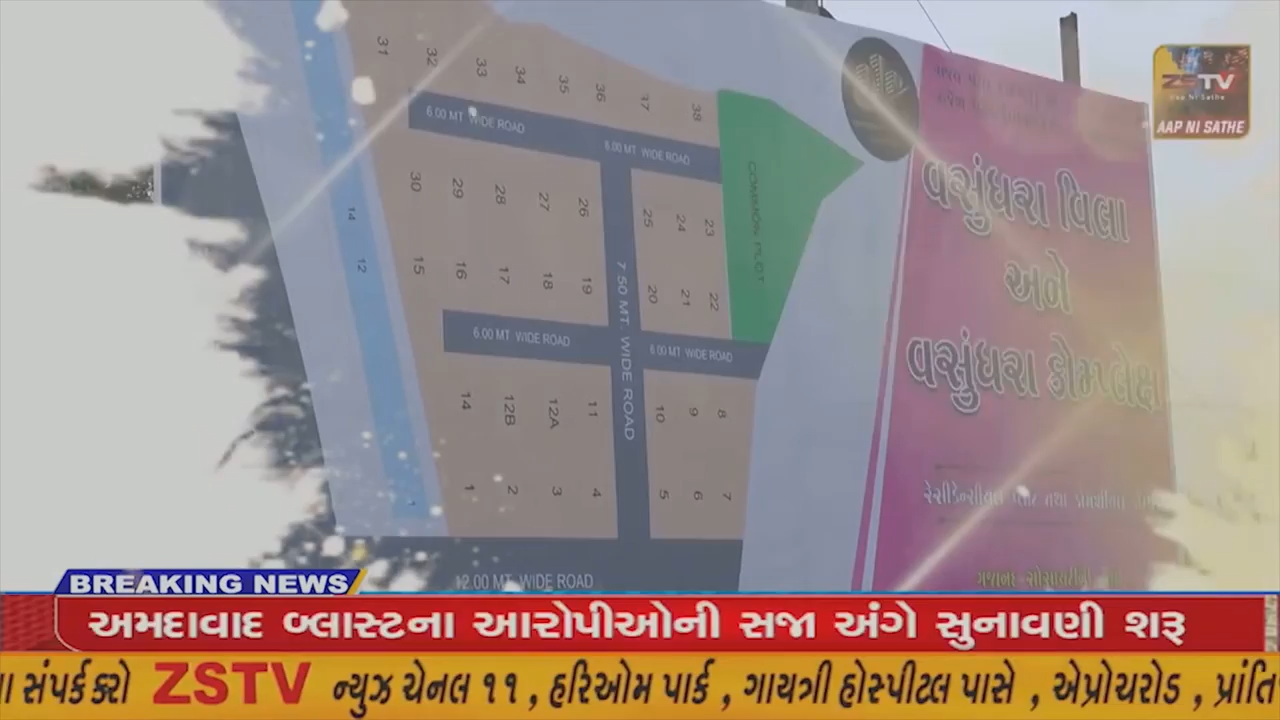 31 32 33 34 35 36 37 38
6.00 MT. WIDE ROAD
6.00 MT. WIDE ROAD
30 29 28 27 26 25 24 23
COMMON PLOT
14
12
15 16 17 18 19 20 21 22
7.50 MT. WIDE ROAD
6.00 MT. WIDE ROAD
6.00 MT. WIDE ROAD
14 12B 12A 11 10 9 8
1 2 3 4 5 6 7
12.00 MT. WIDE ROAD
વસુંધરા વિલા
અને
વસુંધરા કોમ્પ્લેક્ષ
ZSTV
Aap Ni Sathe
AAP NI SATHE
BREAKING NEWS
અમદાવાદ બ્લાસ્ટના આરોપીઓની સજા અંગે સુનાવણી શરૂ
સંપર્ક કરો ZSTV ન્યુઝ ચેનલ ૧૧ , હરિઓમ પાર્ક , ગાયત્રી હોસ્પીટલ પાસે , એપ્રોચરોડ , પ્રાંતિ